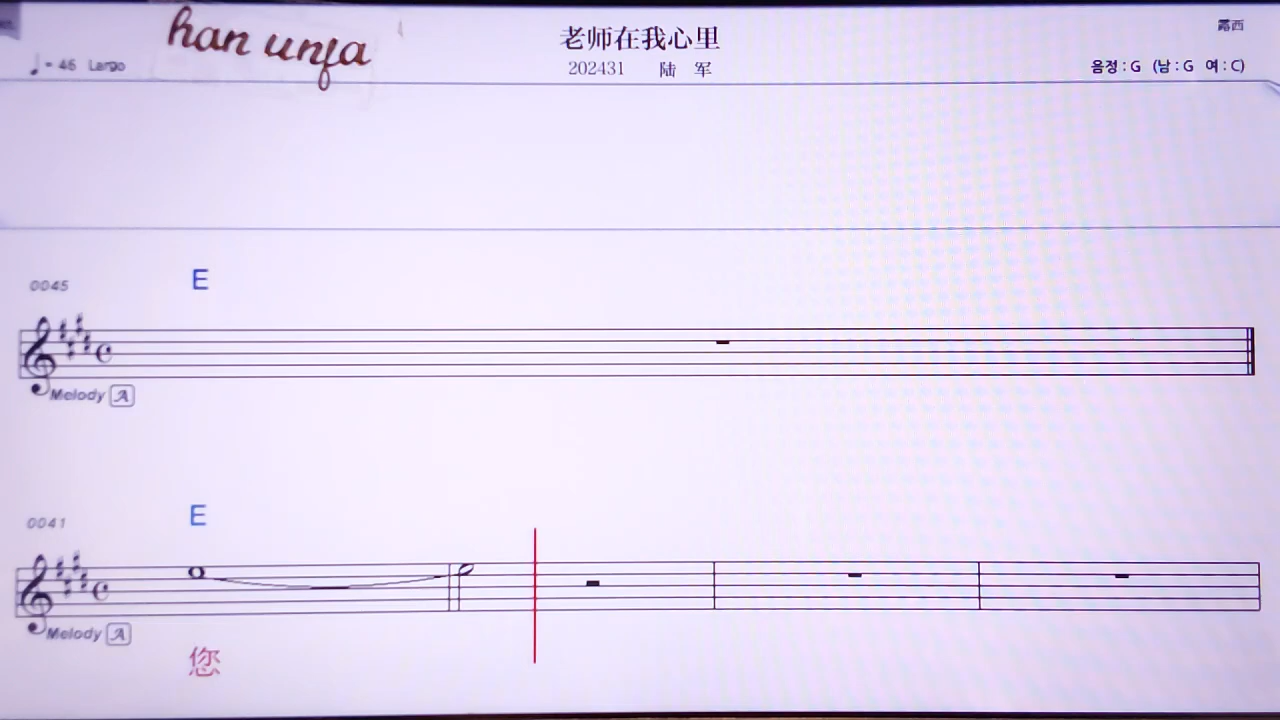 han unfa
老师在我心里
露西
♩= 46 Largo
202431 陆 军
음정 : G (남 : G 여 : C)
0045
E
Melody A
0041
E
Melody A
您